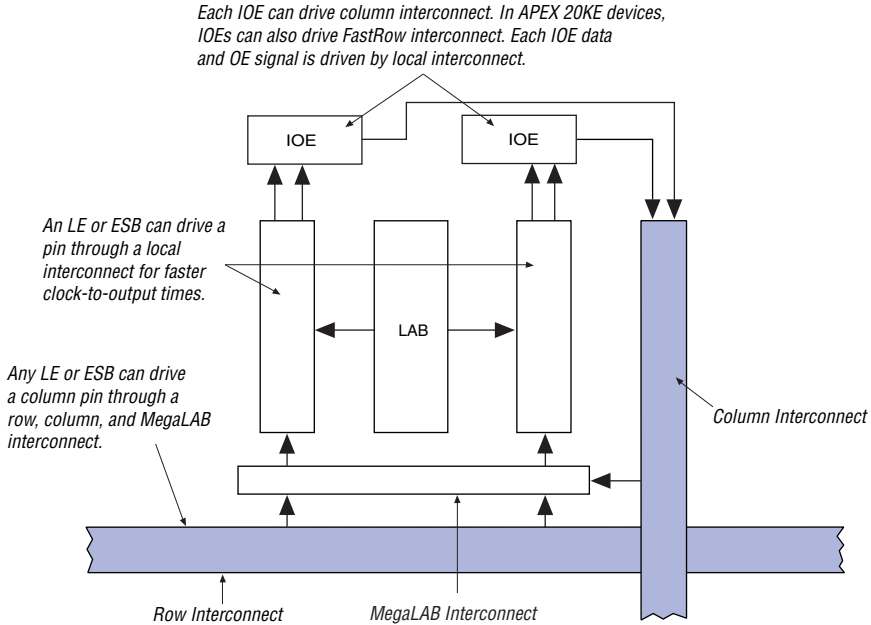 Each IOE can drive column interconnect. In APEX 20KE devices,
IOEs can also drive FastRow interconnect. Each IOE data
and OE signal is driven by local interconnect.
IOE
IOE
An LE or ESB can drive a
pin through a local
interconnect for faster
clock-to-output times.
LAB
Any LE or ESB can drive
a column pin through a
row, column, and MegaLAB
interconnect.
Column Interconnect
Row Interconnect
MegaLAB Interconnect